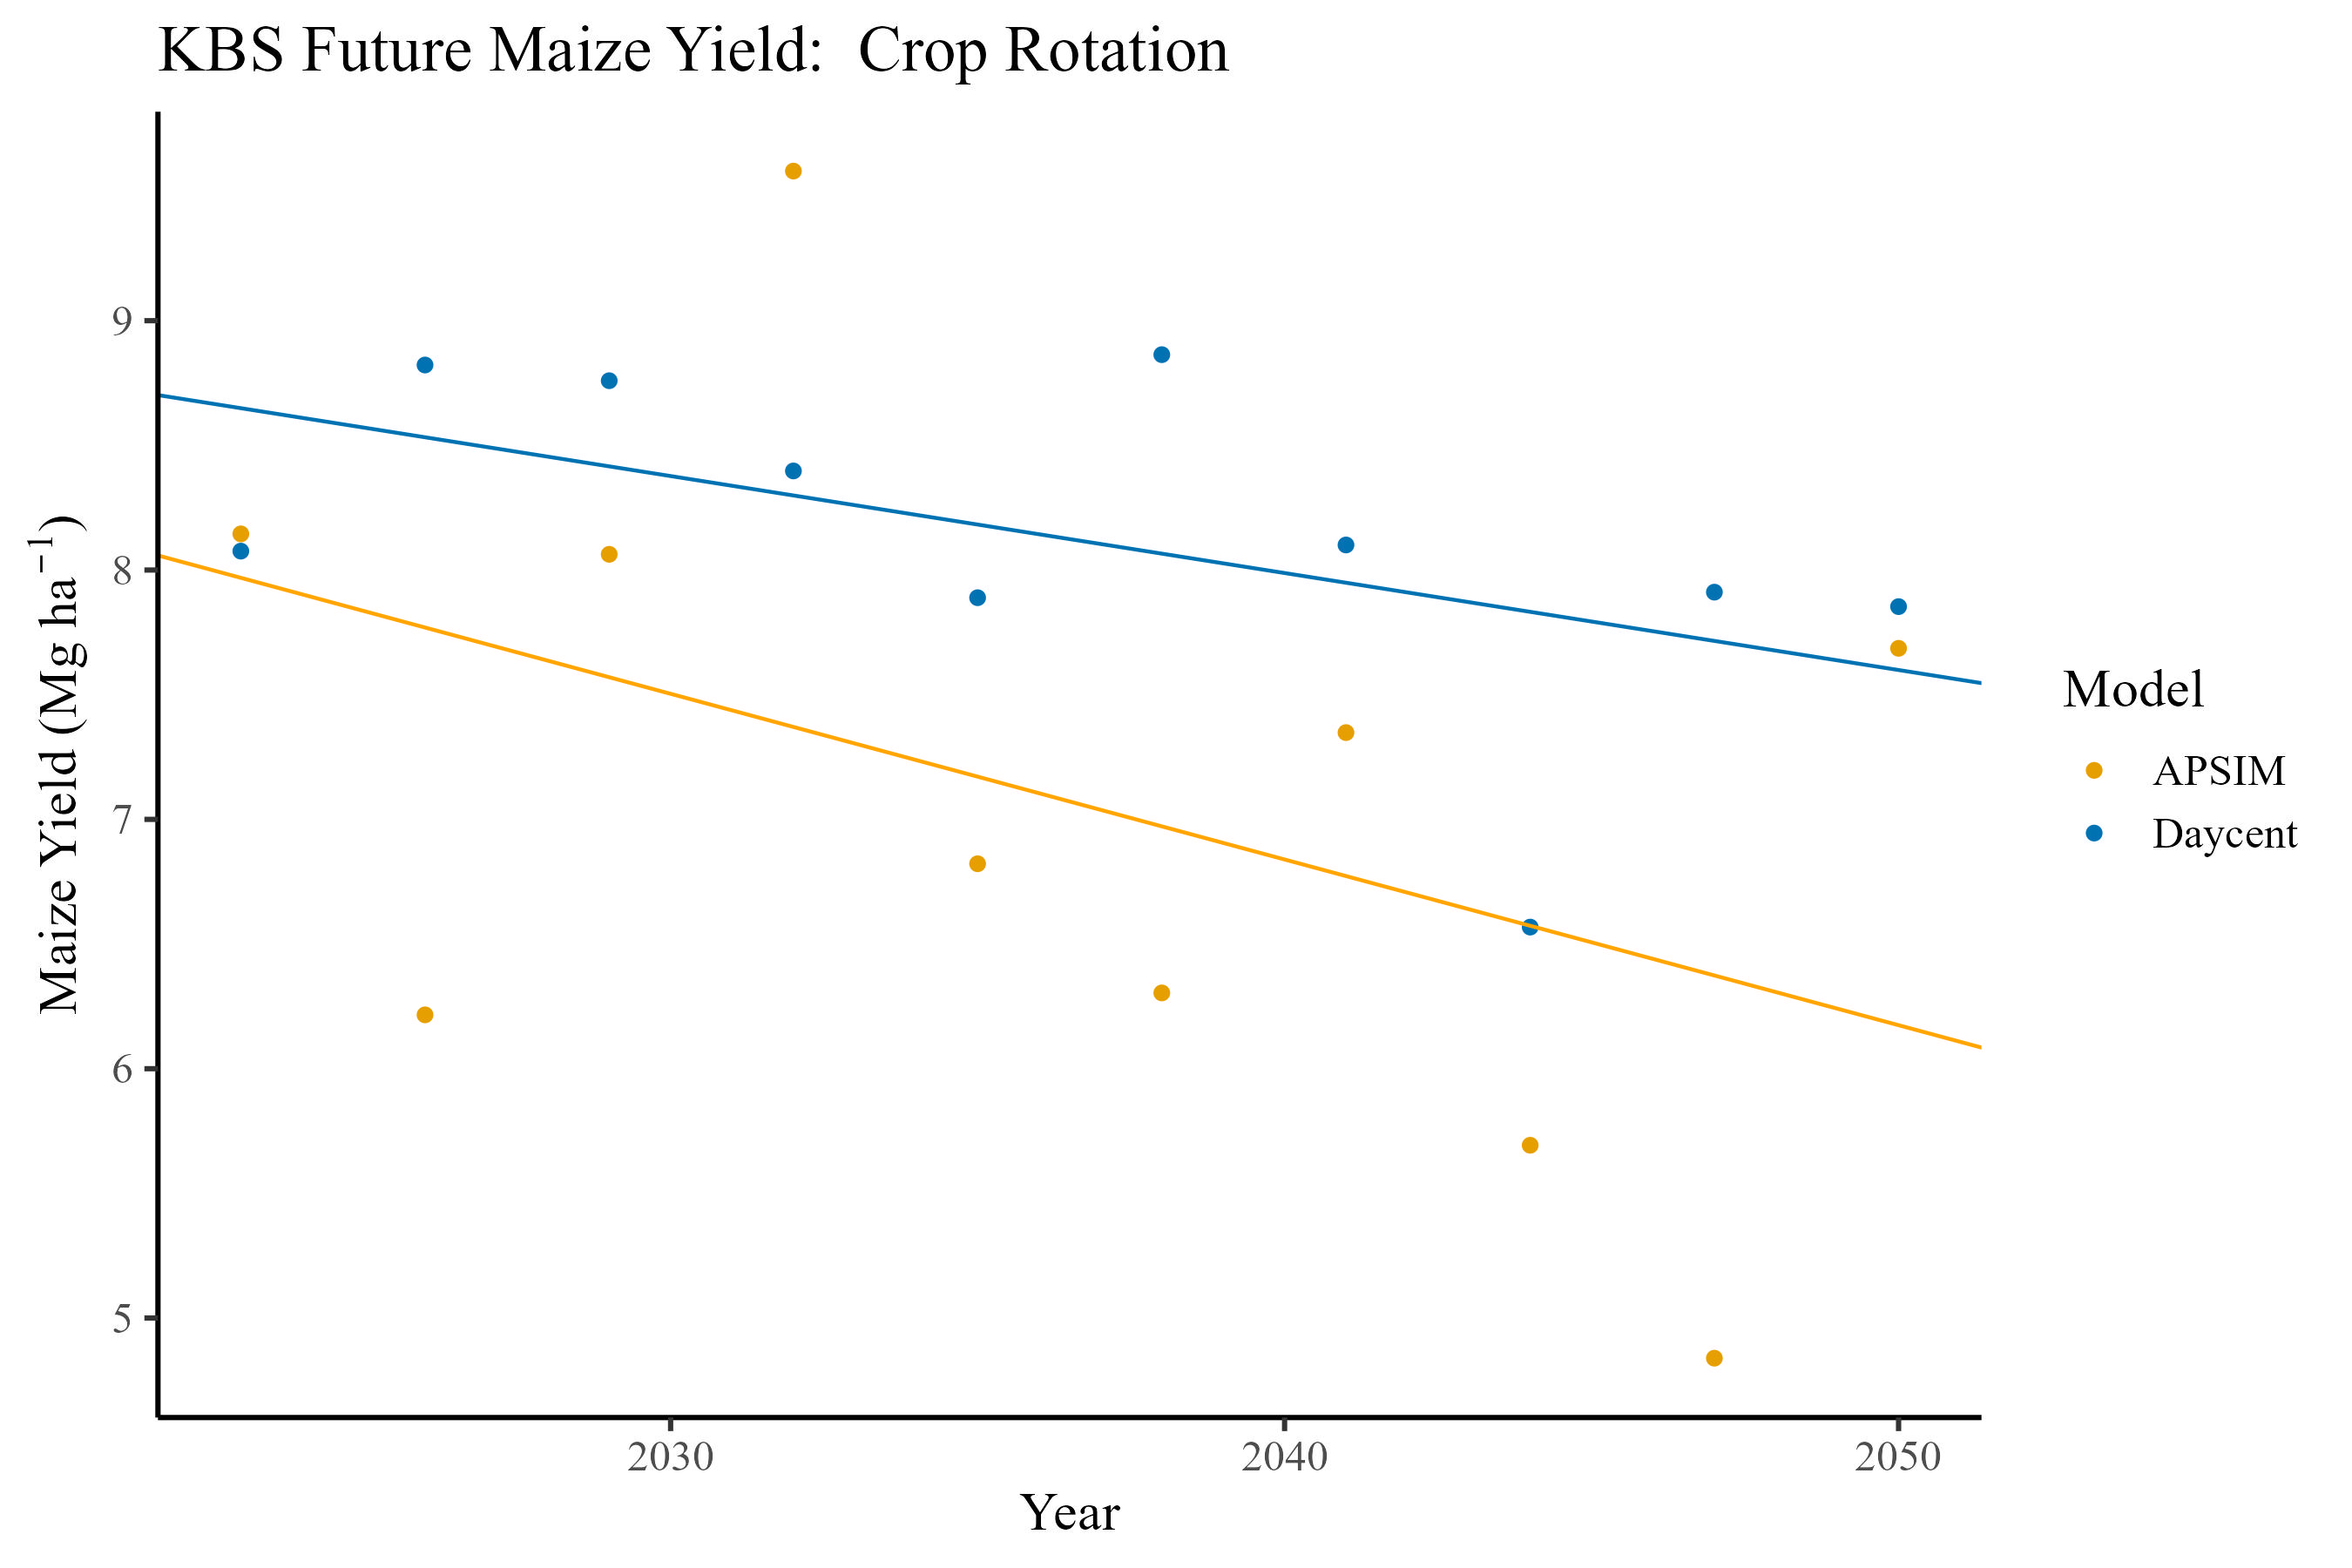 KBS Future Maize Yield:  Crop Rotation
Maize Yield (Mg ha⁻¹)
9
8
7
6
5
2030 2040 2050
Year
Model
APSIM
Daycent